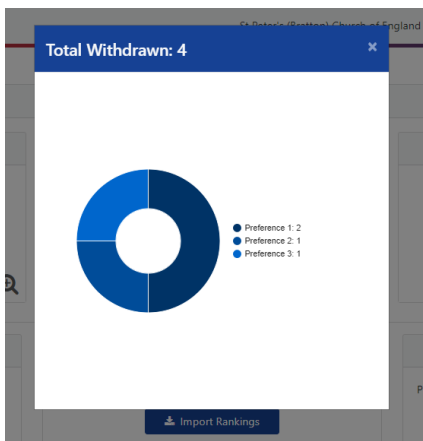 St Peter's (Bratton) Church of England
Total Withdrawn: 4 ×
Preference 1: 2
Preference 2: 1
Preference 3: 1
P
Import Rankings